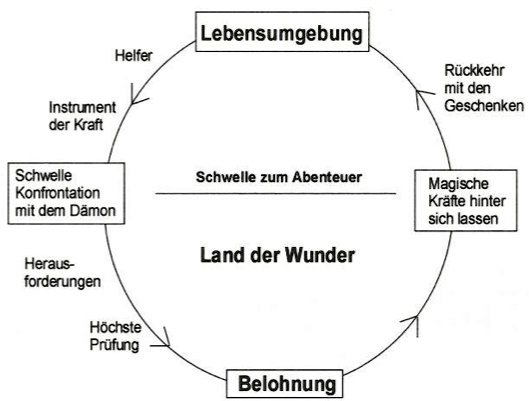 Lebensumgebung
Helfer
Instrument
der Kraft
Schwelle
Konfrontation
mit dem Dämon
Heraus-
forderungen
Höchste
Prüfung
Belohnung
Magische
Kräfte hinter
sich lassen
Rückkehr
mit den
Geschenken
Schwelle zum Abenteuer
Land der Wunder